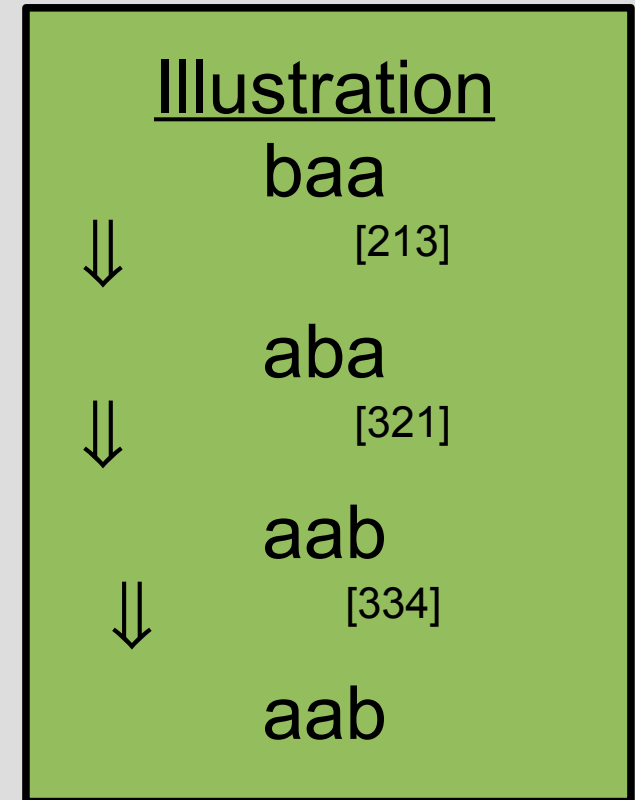 Illustration
baa
⇓ [213]
aba
⇓ [321]
aab
⇓ [334]
aab